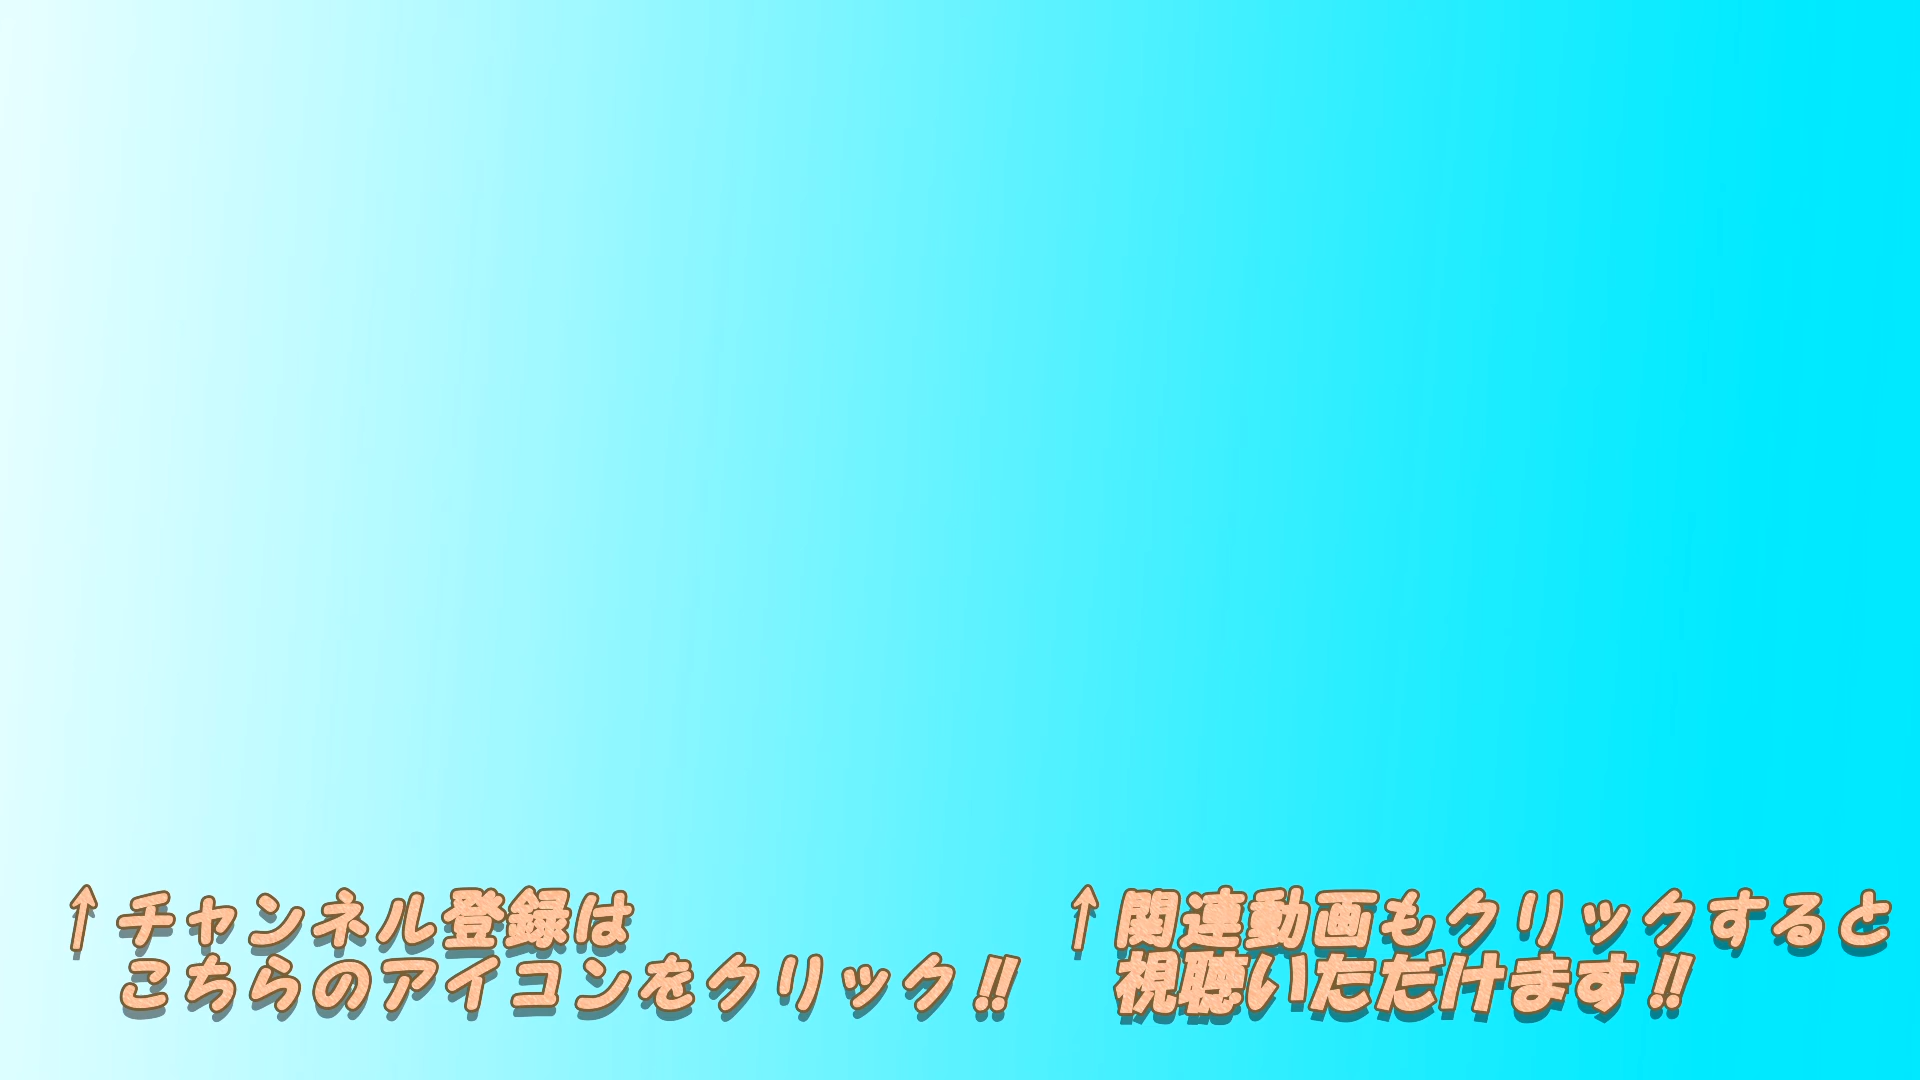 ↑チャンネル登録は
こちらのアイコンをクリック!!
↑関連動画もクリックすると
視聴いただけます!!